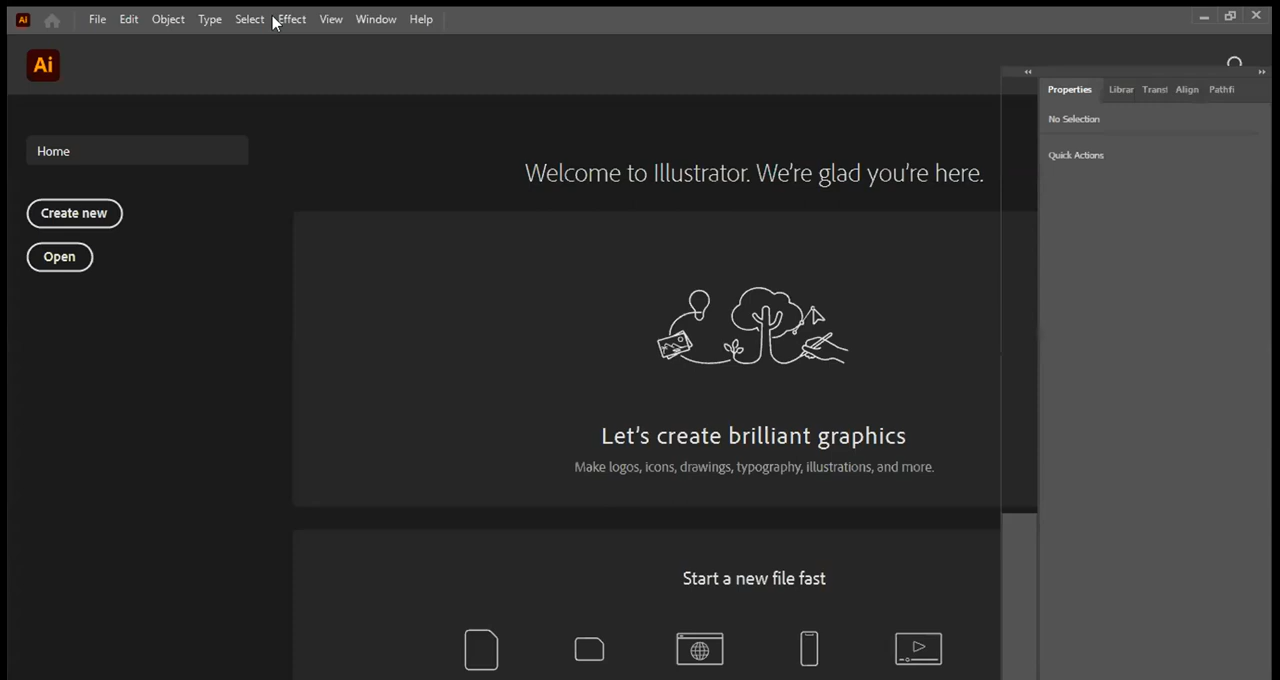 Ai File Edit Object Type Select Effect View Window Help
Ai
Properties Librar Transf Align Pathfi
No Selection
Home
Quick Actions
Welcome to Illustrator. We're glad you're here.
Create new
Open
Let's create brilliant graphics
Make logos, icons, drawings, typography, illustrations, and more.
Start a new file fast